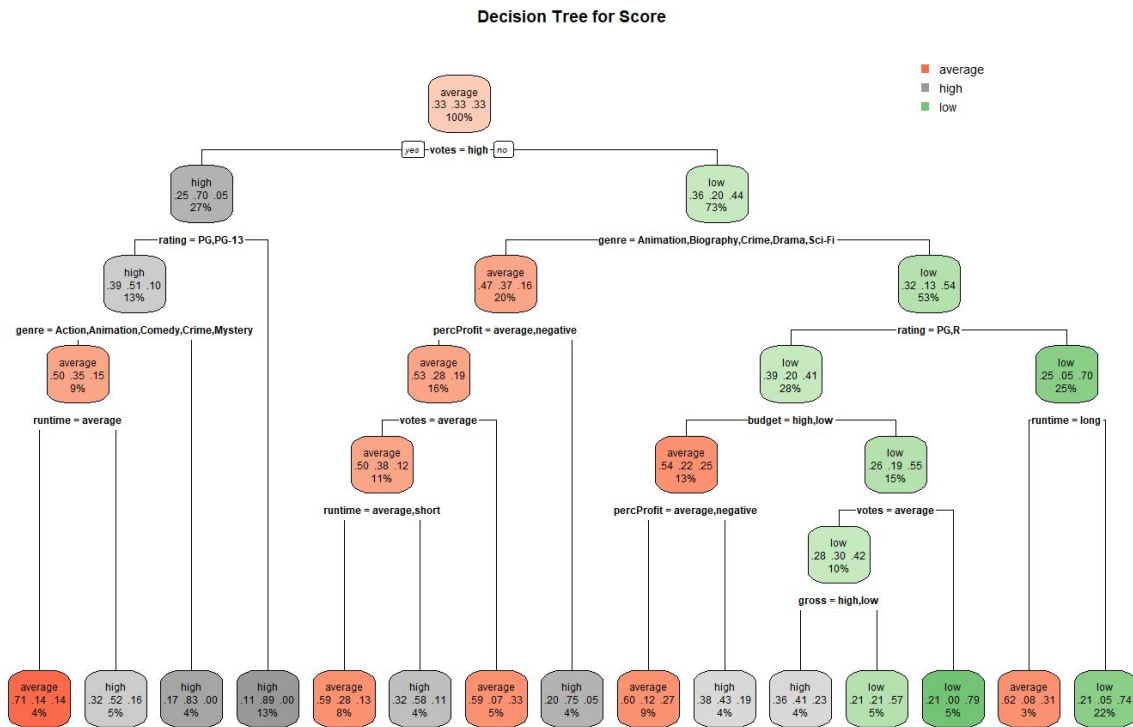 Decision Tree for Score
average
high
low
average
.33 .33 .33
100%
yes votes = high no
high
.25 .70 .05
27%
low
.36 .20 .44
73%
rating = PG,PG-13
genre = Animation,Biography,Crime,Drama,Sci-Fi
high
.39 .51 .10
13%
average
.47 .37 .16
20%
low
.32 .13 .54
53%
genre = Action,Animation,Comedy,Crime,Mystery
percProfit = average,negative
rating = PG,R
average
.50 .35 .15
9%
average
.53 .28 .19
16%
low
.39 .20 .41
28%
low
.25 .05 .70
25%
runtime = average
votes = average
budget = high,low
runtime = long
average
.50 .38 .12
11%
average
.54 .22 .25
13%
low
.26 .19 .55
15%
runtime = average,short
percProfit = average,negative
votes = average
low
.28 .30 .42
10%
gross = high,low
average
.71 .14 .14
4%
high
.32 .52 .16
5%
high
.17 .83 .00
4%
high
.11 .89 .00
13%
average
.59 .28 .13
8%
high
.32 .58 .11
4%
average
.59 .07 .33
5%
high
.20 .75 .05
4%
average
.60 .12 .27
9%
high
.38 .43 .19
4%
high
.36 .41 .23
4%
low
.21 .21 .57
5%
low
.21 .00 .79
5%
average
.62 .08 .31
3%
low
.21 .05 .74
22%